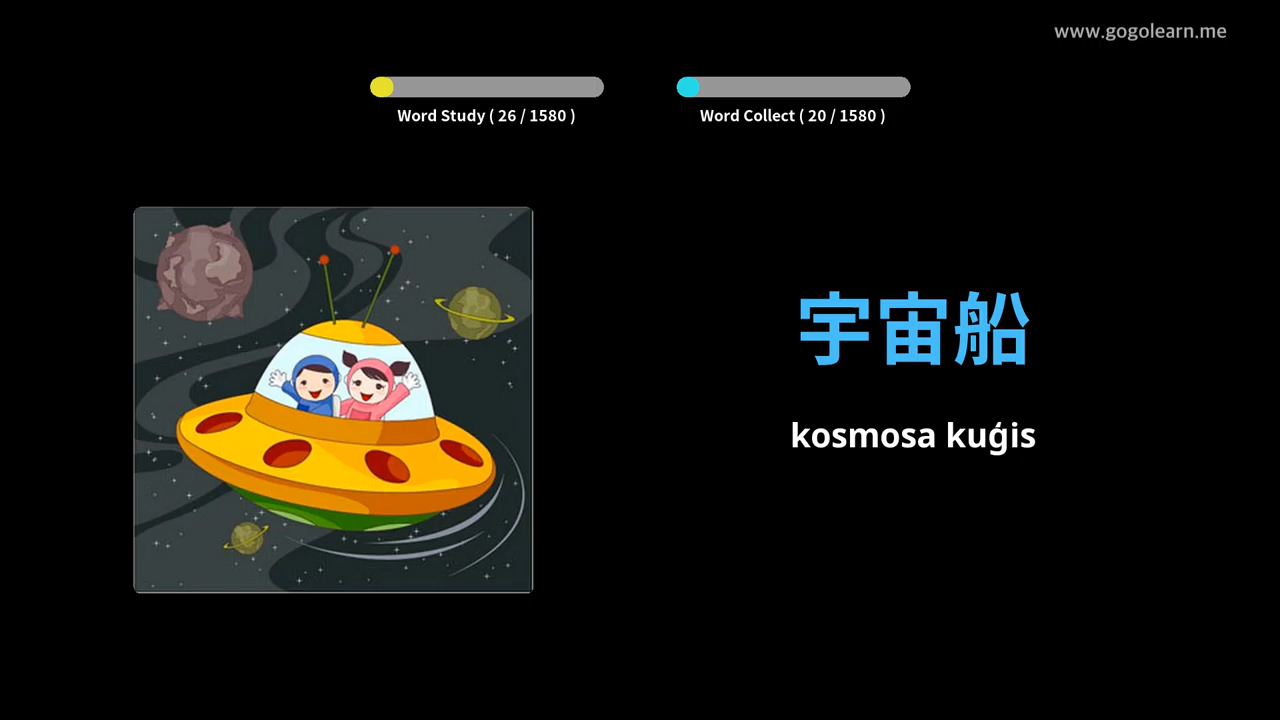 www.gogolearn.me
Word Study ( 26 / 1580 )
Word Collect ( 20 / 1580 )
宇宙船
kosmosa kuģis